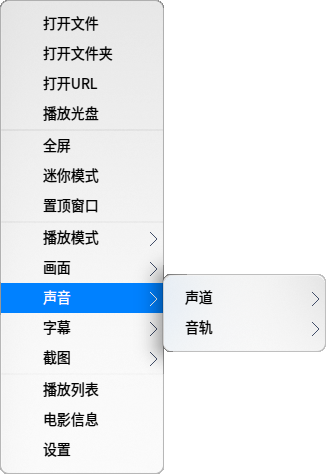 打开文件
打开文件夹
打开URL
播放光盘
全屏
迷你模式
置顶窗口
播放模式
画面
声音
声道
音轨
字幕
截图
播放列表
电影信息
设置